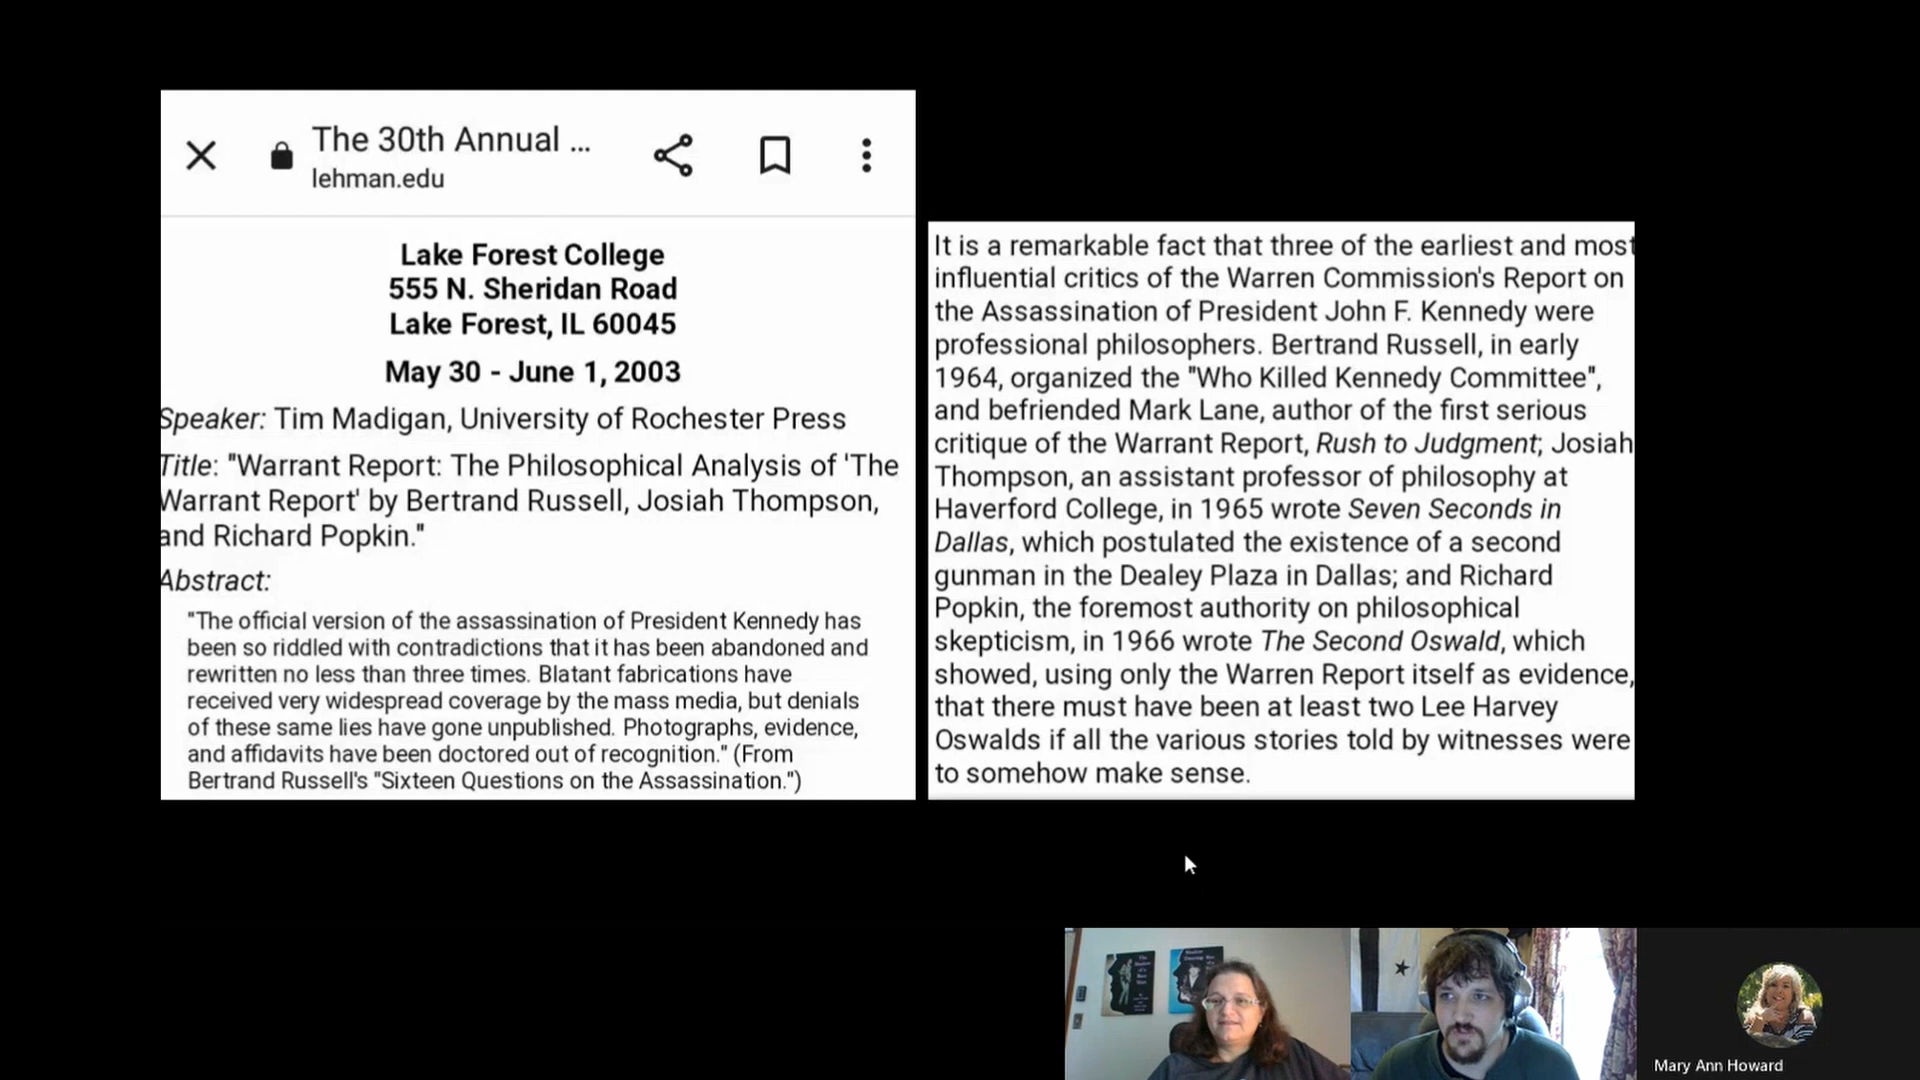 The 30th Annual ...
lehman.edu
Lake Forest College
555 N. Sheridan Road
Lake Forest, IL 60045
May 30 - June 1, 2003
Speaker: Tim Madigan, University of Rochester Press
Title: "Warrant Report: The Philosophical Analysis of 'The
Warrant Report' by Bertrand Russell, Josiah Thompson,
and Richard Popkin."
Abstract:
"The official version of the assassination of President Kennedy has
been so riddled with contradictions that it has been abandoned and
rewritten no less than three times. Blatant fabrications have
received very widespread coverage by the mass media, but denials
of these same lies have gone unpublished. Photographs, evidence,
and affidavits have been doctored out of recognition." (From
Bertrand Russell's "Sixteen Questions on the Assassination.")
It is a remarkable fact that three of the earliest and most
influential critics of the Warren Commission's Report on
the Assassination of President John F. Kennedy were
professional philosophers. Bertrand Russell, in early
1964, organized the "Who Killed Kennedy Committee",
and befriended Mark Lane, author of the first serious
critique of the Warrant Report, Rush to Judgment; Josiah
Thompson, an assistant professor of philosophy at
Haverford College, in 1965 wrote Seven Seconds in
Dallas, which postulated the existence of a second
gunman in the Dealey Plaza in Dallas; and Richard
Popkin, the foremost authority on philosophical
skepticism, in 1966 wrote The Second Oswald, which
showed, using only the Warren Report itself as evidence,
that there must have been at least two Lee Harvey
Oswalds if all the various stories told by witnesses were
to somehow make sense.
Mary Ann Howard